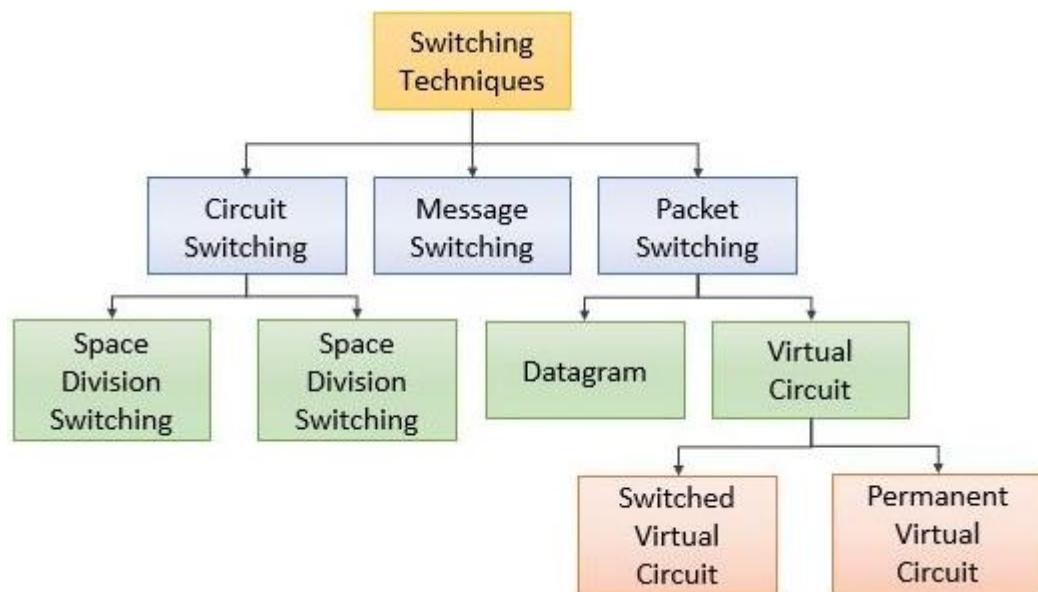 Switching
Techniques
Circuit
Switching
Message
Switching
Packet
Switching
Space
Division
Switching
Space
Division
Switching
Datagram
Virtual
Circuit
Switched
Virtual
Circuit
Permanent
Virtual
Circuit